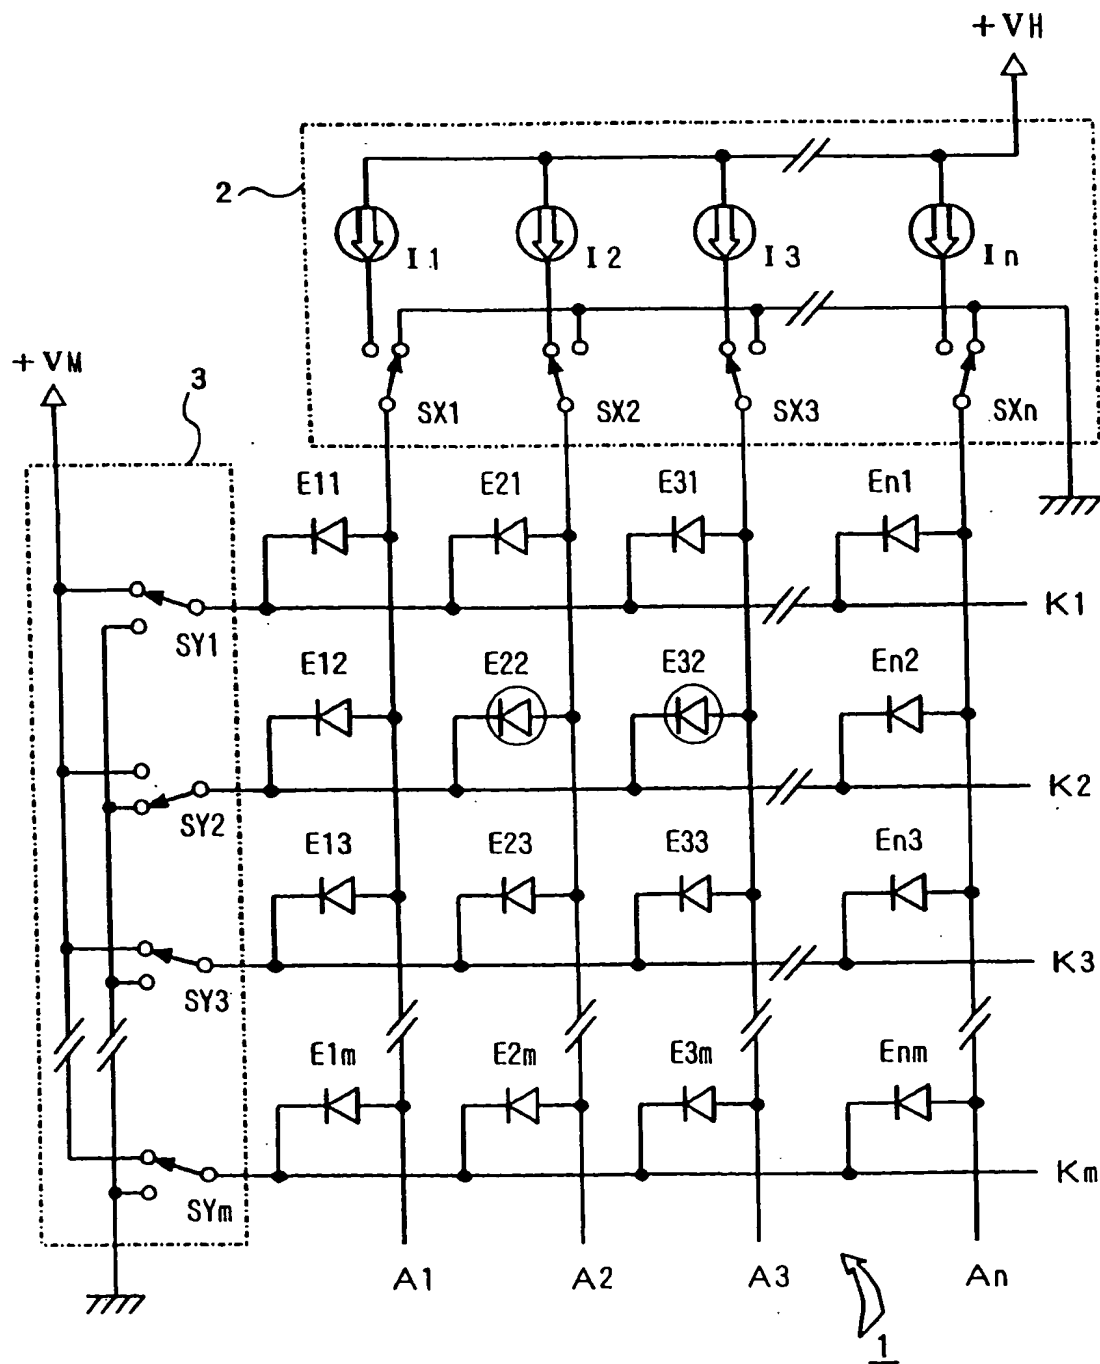 +VH
2
I1 I2 I3 In
+VM
3
SX1 SX2 SX3 SXn
E11 E21 E31 En1
K1
SY1
E12 E22 E32 En2
K2
SY2
E13 E23 E33 En3
K3
SY3
E1m E2m E3m Enm
Km
SYm
A1 A2 A3 An
1